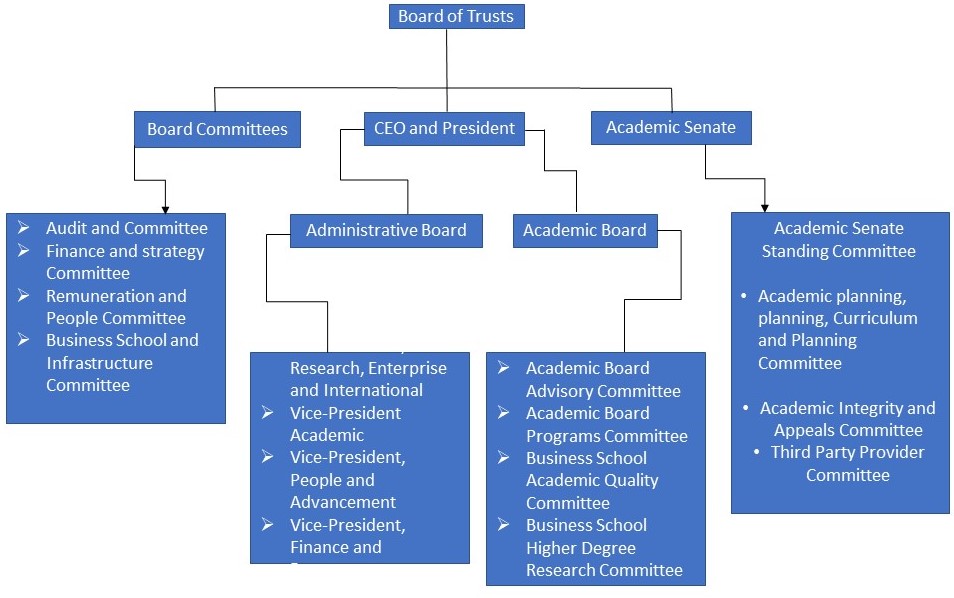 Board of Trusts
Board Committees
CEO and President
Academic Senate
Audit and Committee
Finance and strategy
Committee
Remuneration and
People Committee
Business School and
Infrastructure
Committee
Administrative Board
Academic Board
Research, Enterprise
and International
Vice-President
Academic
Vice-President,
People and
Advancement
Vice-President,
Finance and
Academic Board
Advisory Committee
Academic Board
Programs Committee
Business School
Academic Quality
Committee
Business School
Higher Degree
Research Committee
Academic Senate
Standing Committee
Academic planning,
planning, Curriculum
and Planning
Committee
Academic Integrity and
Appeals Committee
Third Party Provider
Committee